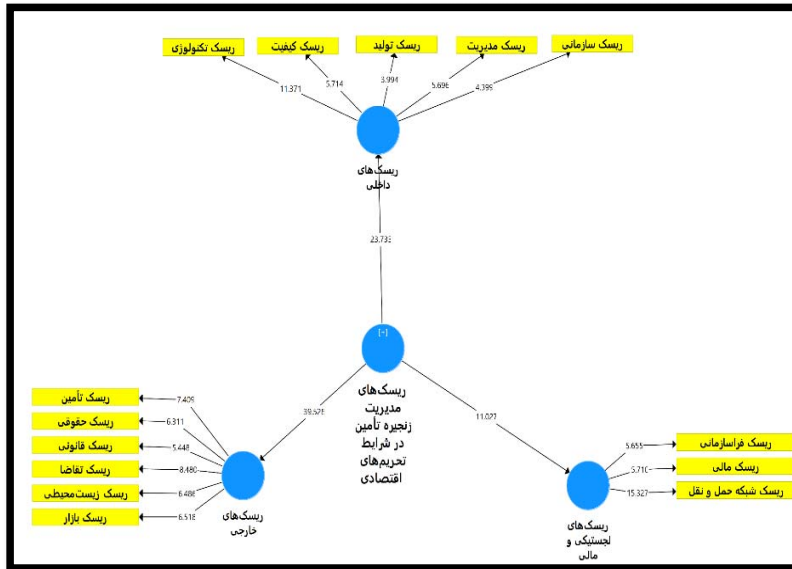 ریسک سازمانی
ریسک مدیریت
ریسک تولید
ریسک کیفیت
ریسک تکنولوژی
11.371
5.714
3.994
5.696
4.399
ریسک‌های
داخلی
23.733
[+]
ریسک‌های
مدیریت
زنجیره تأمین
در شرایط
تحریم‌های
اقتصادی
39.528
11.027
ریسک تأمین
7.409
ریسک حقوقی
6.311
ریسک قانونی
5.448
ریسک تقاضا
8.480
ریسک زیست‌محیطی
6.486
ریسک بازار
6.518
ریسک‌های
خارجی
ریسک فراسازمانی
5.655
ریسک مالی
5.710
ریسک شبکه حمل و نقل
15.327
ریسک‌های
لجستیکی و
مالی